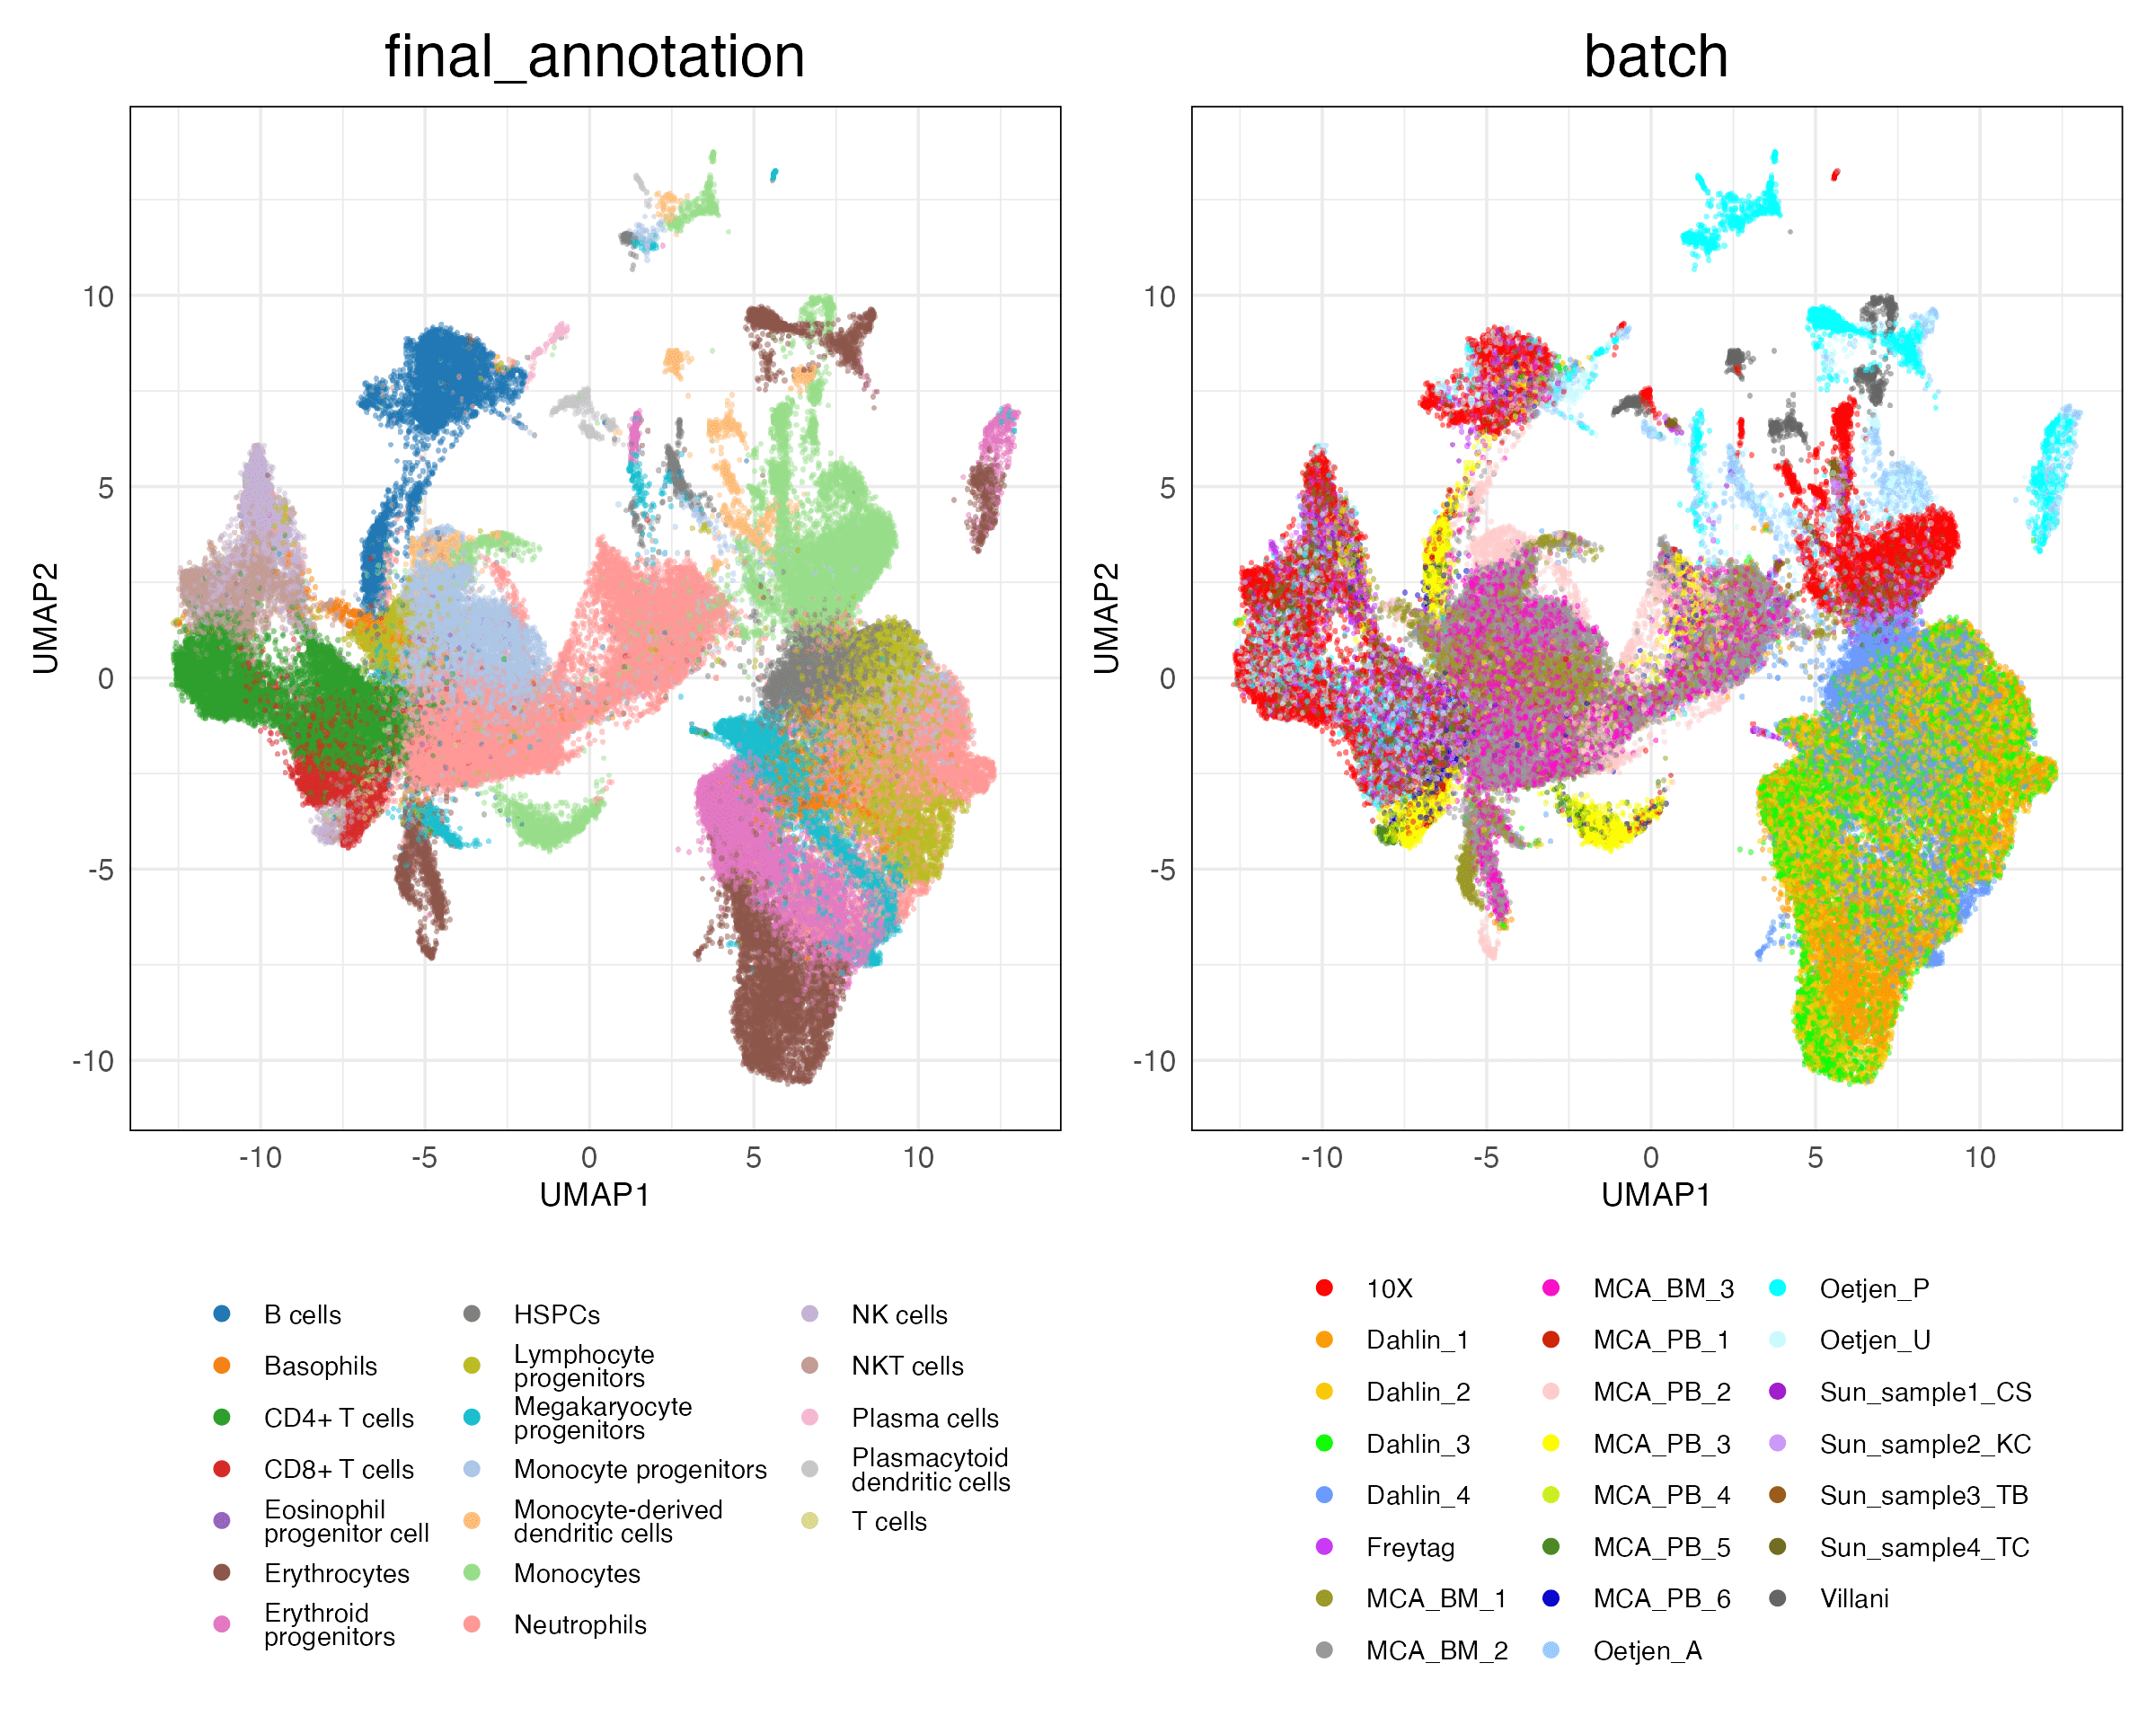 final_annotation
batch
UMAP2
10
5
0
-5
-10
-10
-5
0
5
10
UMAP1
UMAP2
10
5
0
-5
-10
-10
-5
0
5
10
UMAP1
B cells
Basophils
CD4+ T cells
CD8+ T cells
Eosinophil
progenitor cell
Erythrocytes
Erythroid
progenitors
HSPCs
Lymphocyte
progenitors
Megakaryocyte
progenitors
Monocyte progenitors
Monocyte-derived
dendritic cells
Monocytes
Neutrophils
NK cells
NKT cells
Plasma cells
Plasmacytoid
dendritic cells
T cells
10X
Dahlin_1
Dahlin_2
Dahlin_3
Dahlin_4
Freytag
MCA_BM_1
MCA_BM_2
MCA_BM_3
MCA_PB_1
MCA_PB_2
MCA_PB_3
MCA_PB_4
MCA_PB_5
MCA_PB_6
Oetjen_A
Oetjen_P
Oetjen_U
Sun_sample1_CS
Sun_sample2_KC
Sun_sample3_TB
Sun_sample4_TC
Villani